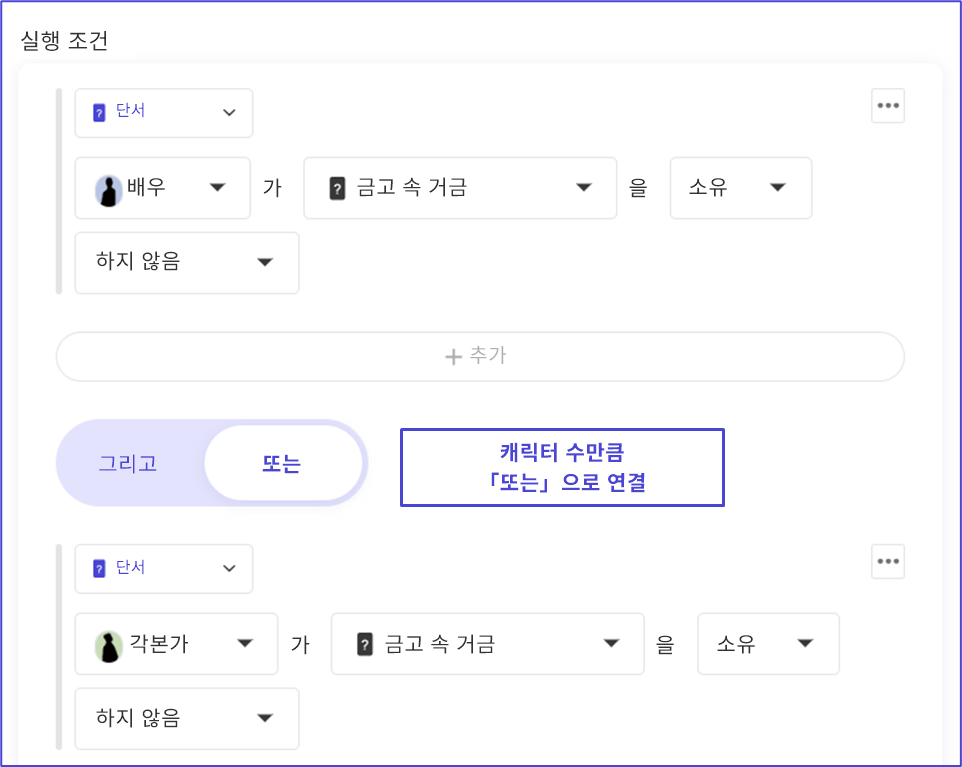 실행 조건
단서
배우 가 금고 속 거금 을 소유
하지 않음
+ 추가
그리고 또는
캐릭터 수만큼
「또는」으로 연결
단서
각본가 가 금고 속 거금 을 소유
하지 않음